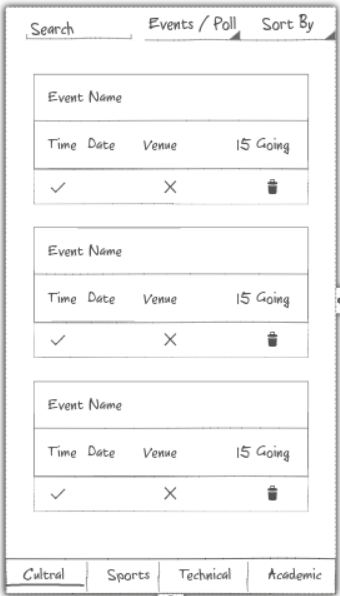 Search Events / Poll Sort By
Event Name
Time Date Venue 15 Going
Event Name
Time Date Venue 15 Going
Event Name
Time Date Venue 15 Going
Cultral Sports Technical Academic